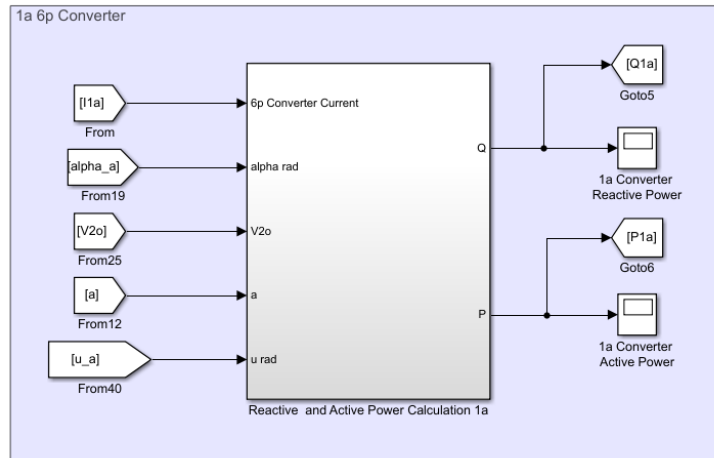 1a 6p Converter
[I1a]
From
[alpha_a]
From19
[V2o]
From25
[a]
From12
[u_a]
From40
6p Converter Current
alpha rad
V2o
a
u rad
Q
P
Reactive  and Active Power Calculation 1a
[Q1a]
Goto5
1a Converter
Reactive Power
[P1a]
Goto6
1a Converter
Active Power